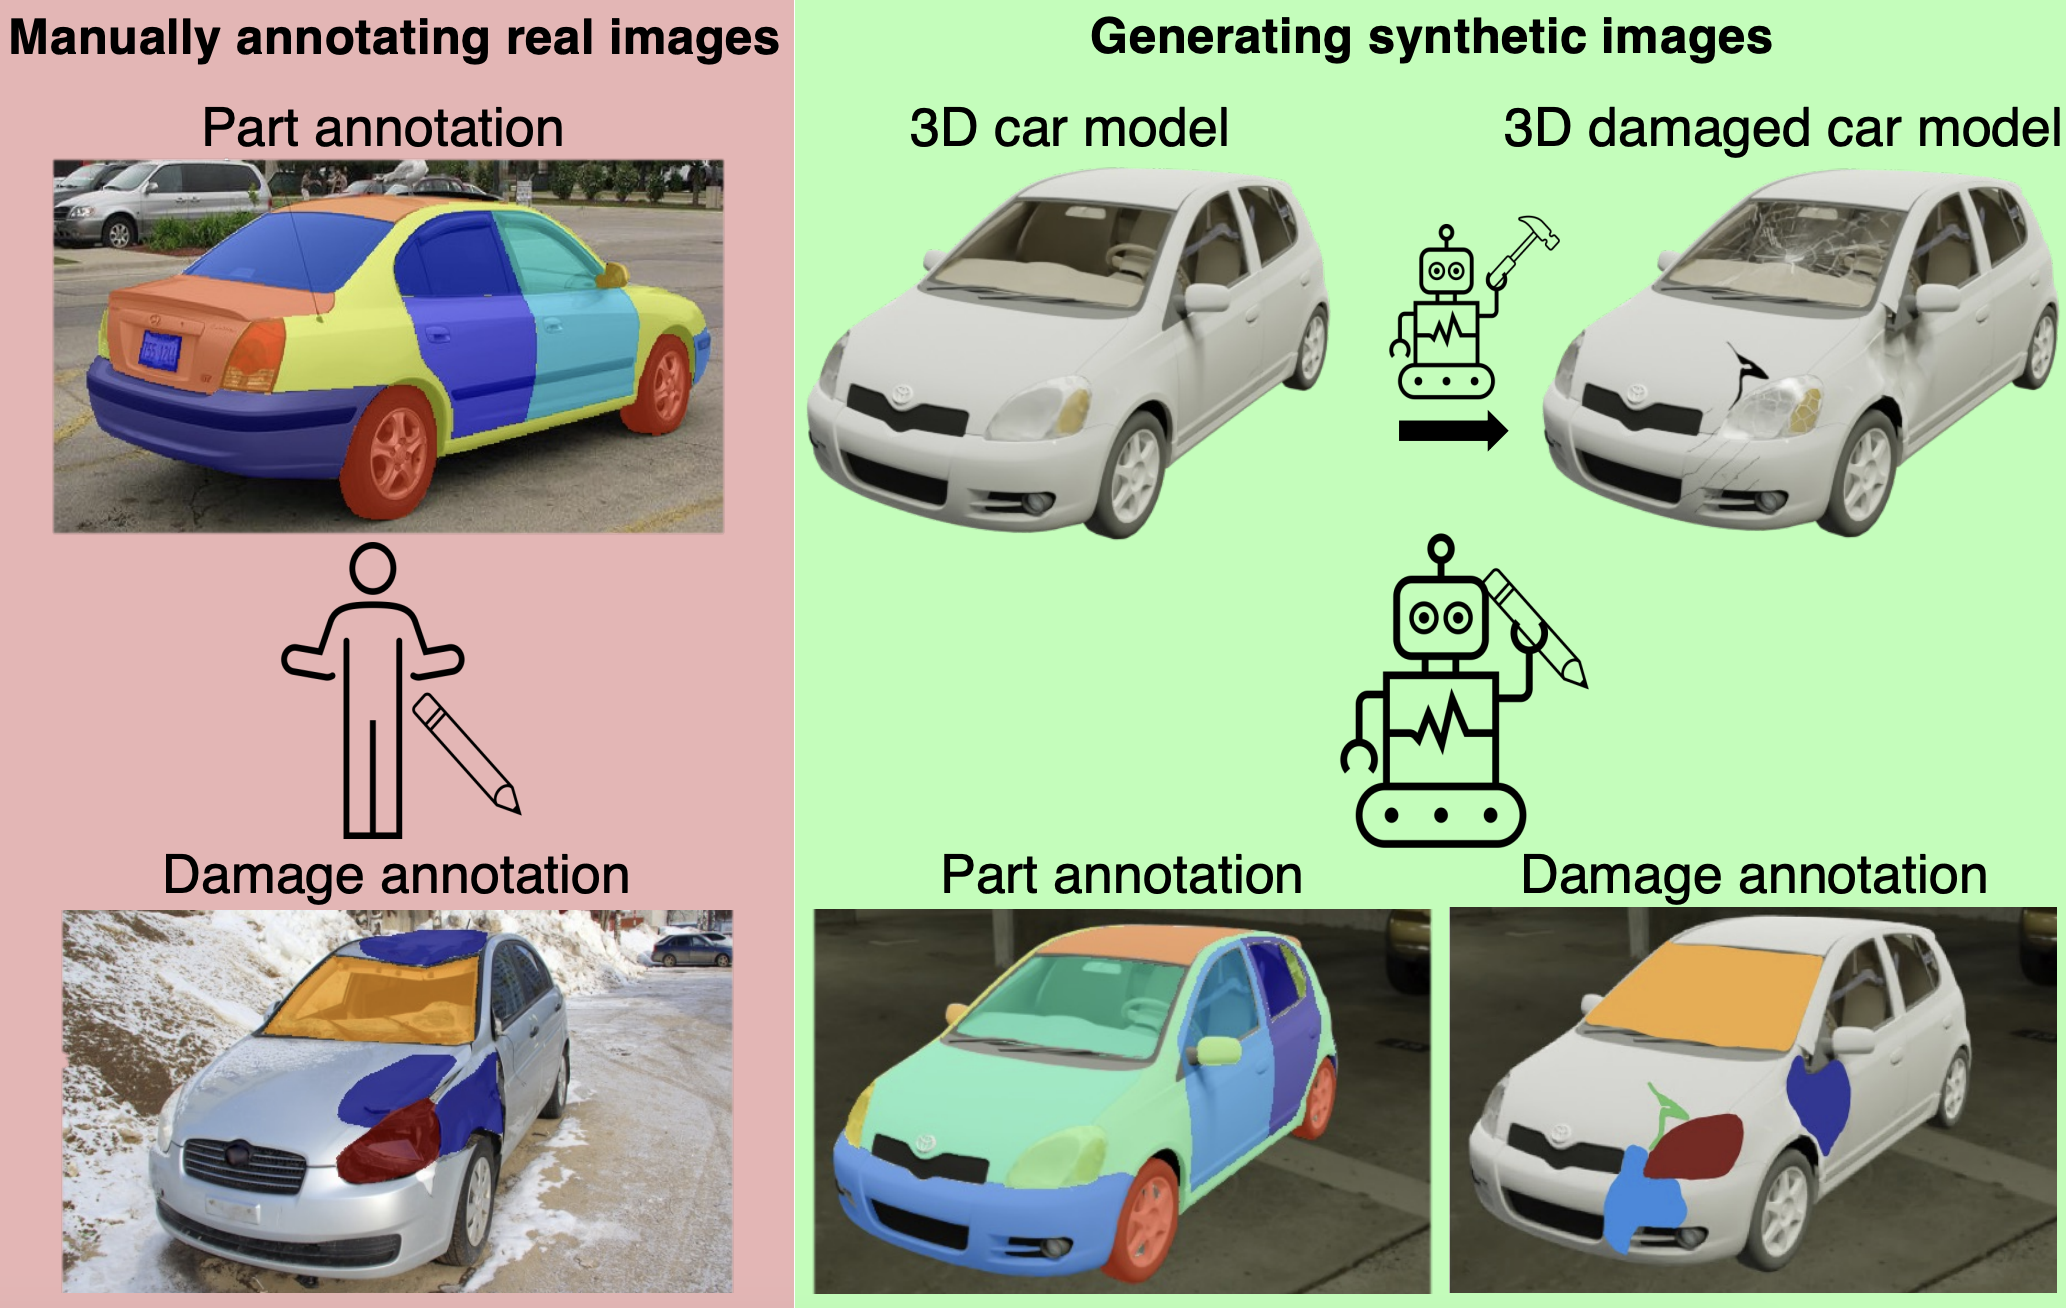 Manually annotating real images
Part annotation
Damage annotation
Generating synthetic images
3D car model
3D damaged car model
Part annotation
Damage annotation